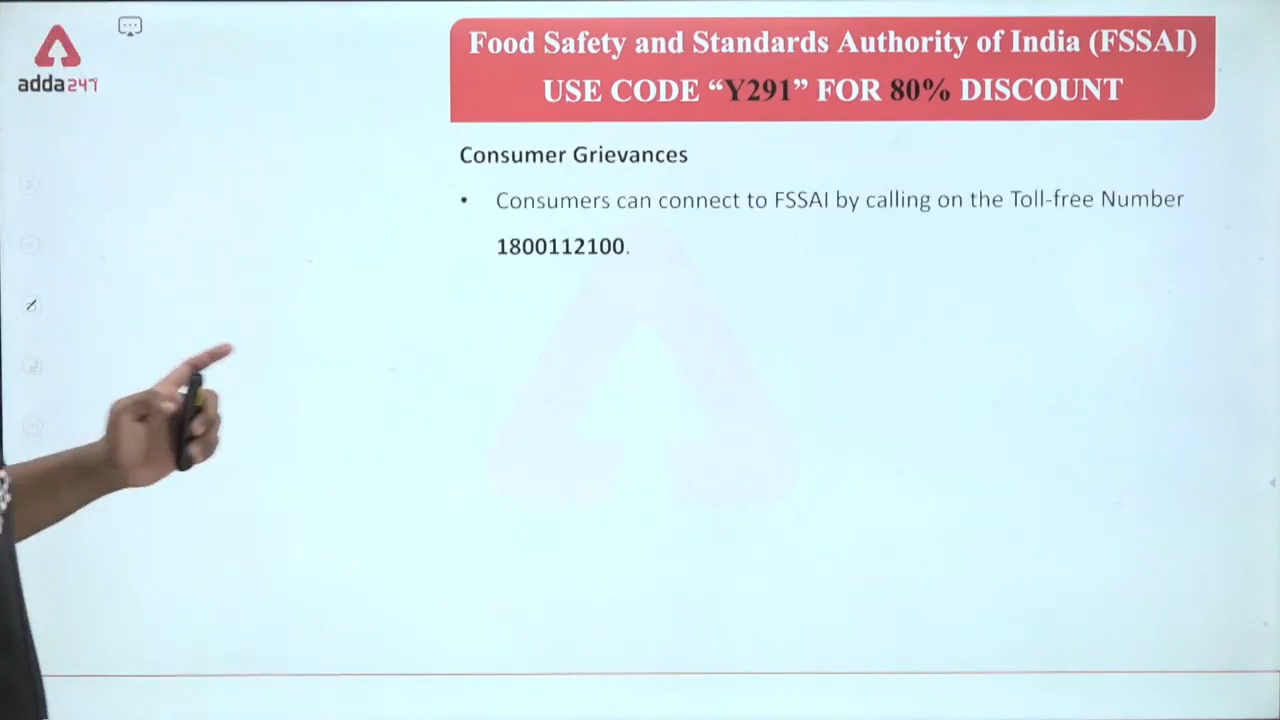 adda247
Food Safety and Standards Authority of India (FSSAI)
USE CODE “Y291” FOR 80% DISCOUNT
Consumer Grievances
• Consumers can connect to FSSAI by calling on the Toll-free Number
1800112100.